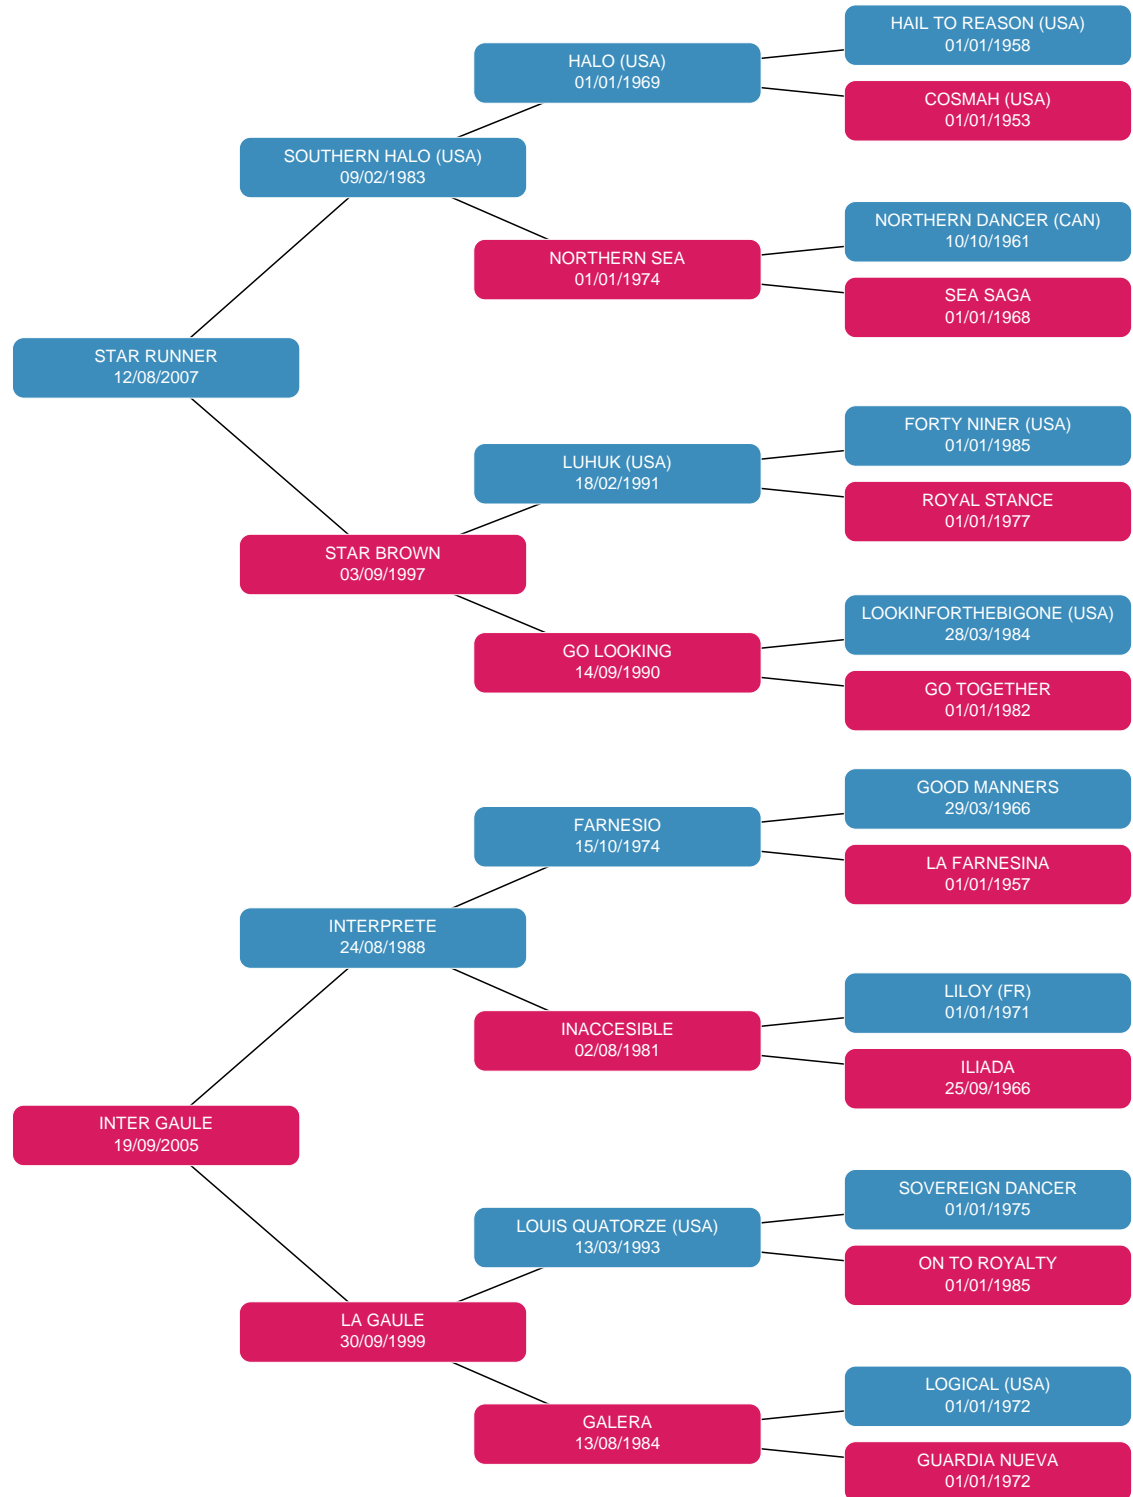 HAIL TO REASON (USA)
01/01/1958
HALO (USA)
01/01/1969
COSMAH (USA)
01/01/1953
SOUTHERN HALO (USA)
09/02/1983
NORTHERN DANCER (CAN)
10/10/1961
NORTHERN SEA
01/01/1974
SEA SAGA
01/01/1968
STAR RUNNER
12/08/2007
FORTY NINER (USA)
01/01/1985
LUHUK (USA)
18/02/1991
ROYAL STANCE
01/01/1977
STAR BROWN
03/09/1997
LOOKINFORTHEBIGONE (USA)
28/03/1984
GO LOOKING
14/09/1990
GO TOGETHER
01/01/1982
GOOD MANNERS
29/03/1966
FARNESIO
15/10/1974
LA FARNESINA
01/01/1957
INTERPRETE
24/08/1988
LILOY (FR)
01/01/1971
INACCESIBLE
02/08/1981
ILIADA
25/09/1966
INTER GAULE
19/09/2005
SOVEREIGN DANCER
01/01/1975
LOUIS QUATORZE (USA)
13/03/1993
ON TO ROYALTY
01/01/1985
LA GAULE
30/09/1999
LOGICAL (USA)
01/01/1972
GALERA
13/08/1984
GUARDIA NUEVA
01/01/1972